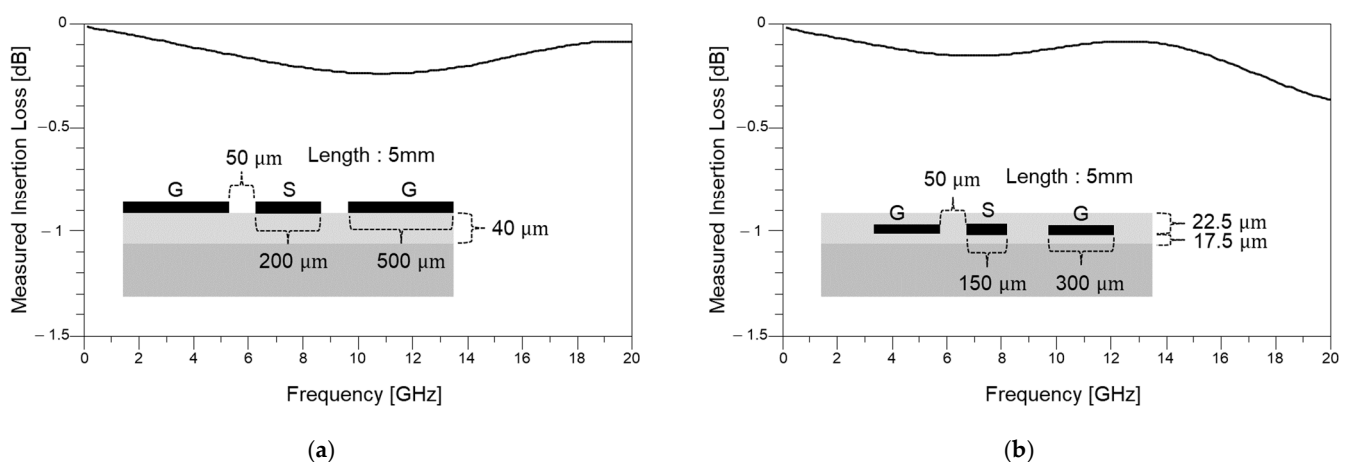 Measured Insertion Loss [dB]
0
−0.5
−1
−1.5
50 μm
Length : 5mm
G
S
G
40 μm
200 μm
500 μm
0 2 4 6 8 10 12 14 16 18 20
Frequency [GHz]
(a)
Measured Insertion Loss [dB]
0
−0.5
−1
−1.5
50 μm
Length : 5mm
G
S
G
22.5 μm
17.5 μm
150 μm
300 μm
0 2 4 6 8 10 12 14 16 18 20
Frequency [GHz]
(b)